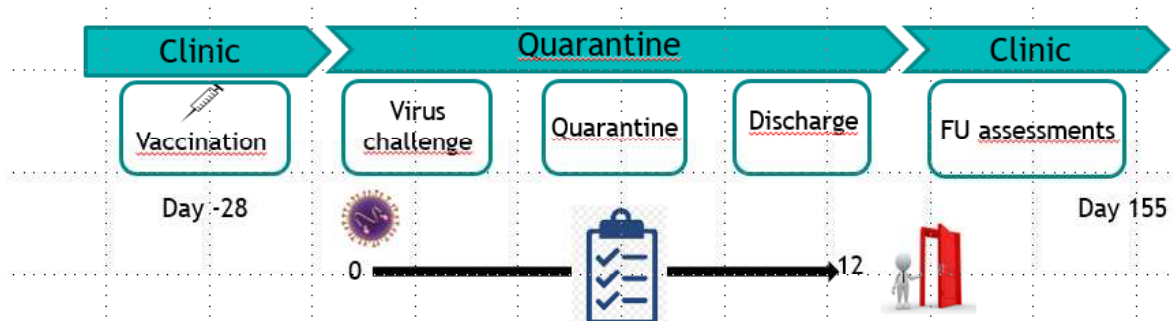 Clinic
Quarantine
Clinic
Vaccination
Virus
challenge
Quarantine
Discharge
FU assessments
Day -28
Day 155
0
12